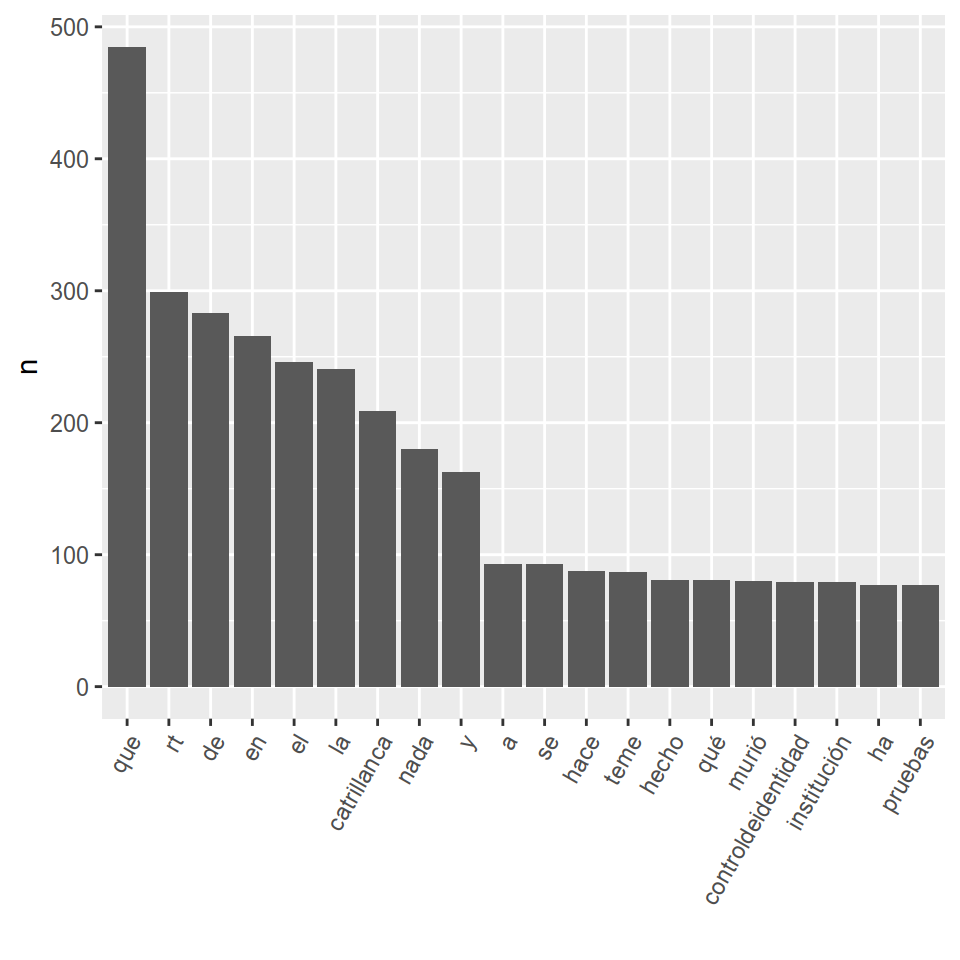 500
400
300
200
100
0
n
que
rt
de
en
el
la
catrillanca
nada
y
a
se
hace
teme
hecho
qué
murió
controldeidentidad
institución
ha
pruebas